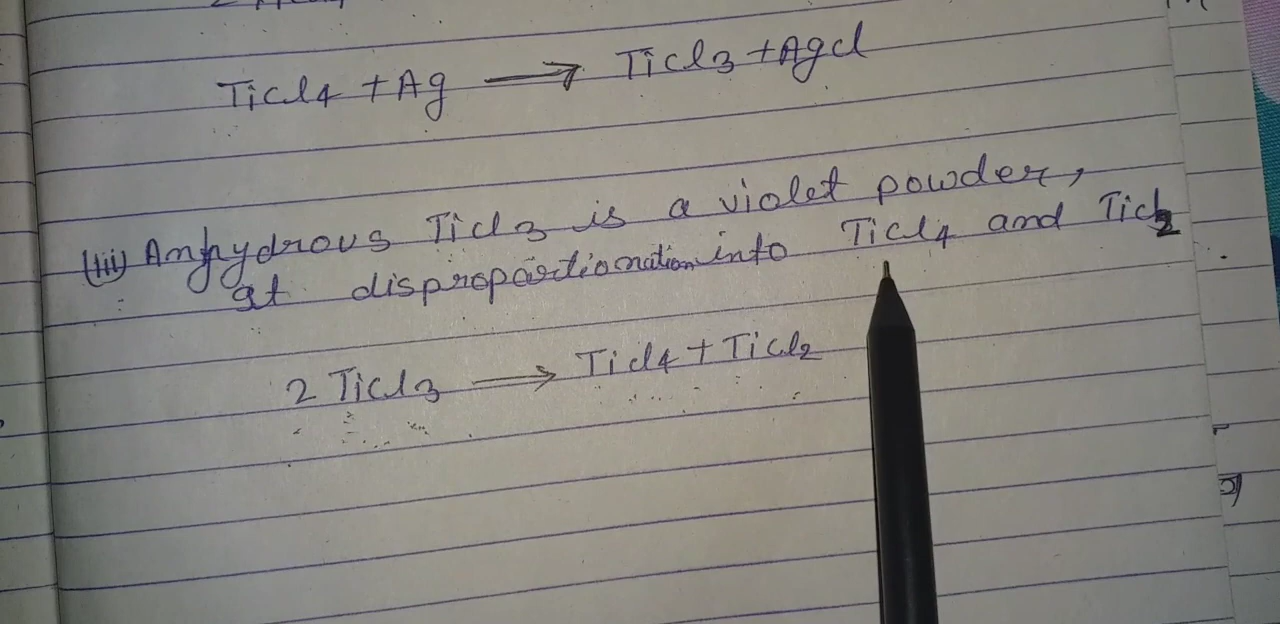 TiCl4 + Ag → TiCl3 + AgCl
(iii) Anhydrous TiCl3 is a violet powder,
at disproportionation into TiCl4 and TiCl2
2 TiCl3 → TiCl4 + TiCl2